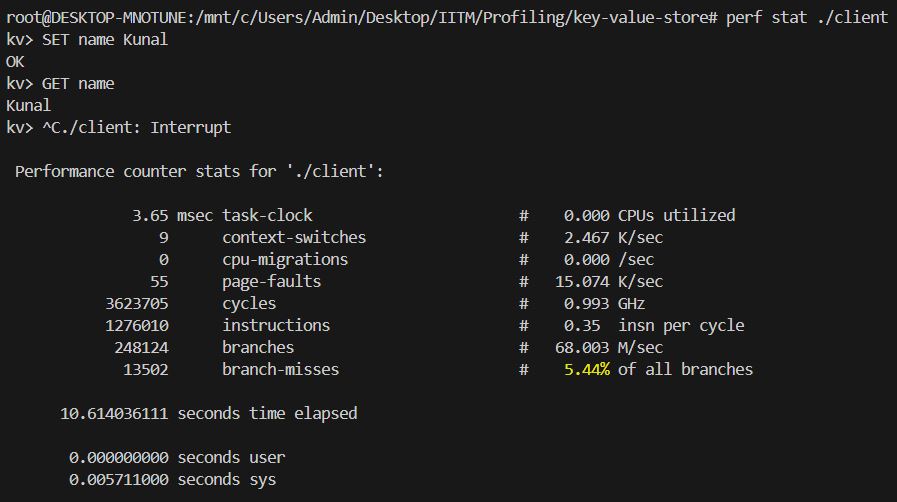 root@DESKTOP-MNOTUNE:/mnt/c/Users/Admin/Desktop/IITM/Profiling/key-value-store# perf stat ./client
kv> SET name Kunal
OK
kv> GET name
Kunal
kv> ^C./client: Interrupt
Performance counter stats for './client':
3.65 msec task-clock # 0.000 CPUs utilized
9 context-switches # 2.467 K/sec
0 cpu-migrations # 0.000 /sec
55 page-faults # 15.074 K/sec
3623705 cycles # 0.993 GHz
1276010 instructions # 0.35 insn per cycle
248124 branches # 68.003 M/sec
13502 branch-misses # 5.44% of all branches
10.614036111 seconds time elapsed
0.000000000 seconds user
0.005711000 seconds sys